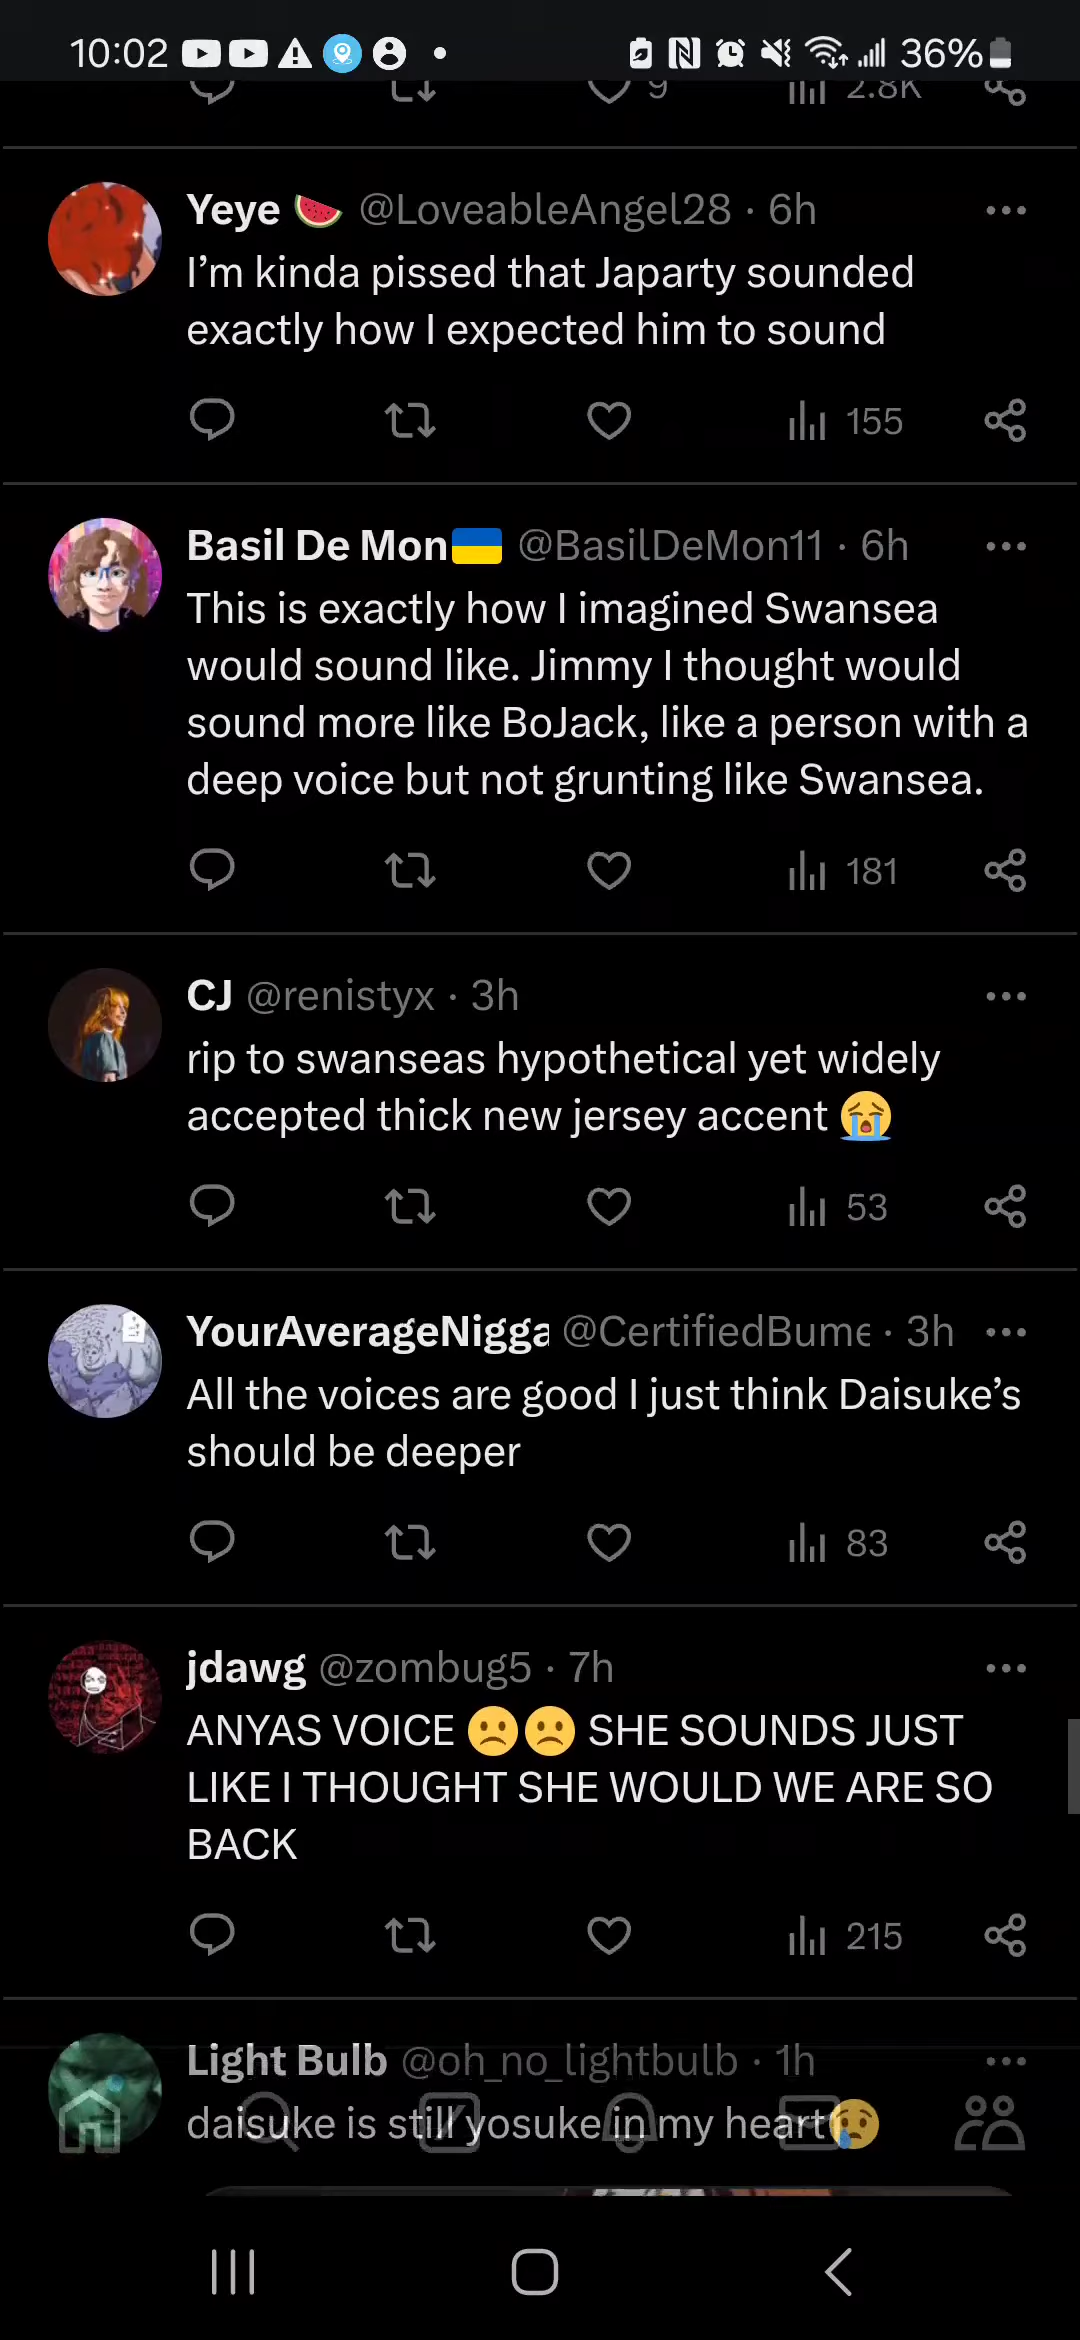 10:02
36%
9
2.8K
Yeye @LoveableAngel28 · 6h
I’m kinda pissed that Japarty sounded
exactly how I expected him to sound
155
Basil De Mon @BasilDeMon11 · 6h
This is exactly how I imagined Swansea
would sound like. Jimmy I thought would
sound more like BoJack, like a person with a
deep voice but not grunting like Swansea.
181
CJ @renistyx · 3h
rip to swanseas hypothetical yet widely
accepted thick new jersey accent 😭
53
YourAverageNigga @CertifiedBume · 3h
All the voices are good I just think Daisuke’s
should be deeper
83
jdawg @zombug5 · 7h
ANYAS VOICE 🙁🙁 SHE SOUNDS JUST
LIKE I THOUGHT SHE WOULD WE ARE SO
BACK
215
Light Bulb @oh_no_lightbulb · 1h
daisuke is still yosuke in my heart😢